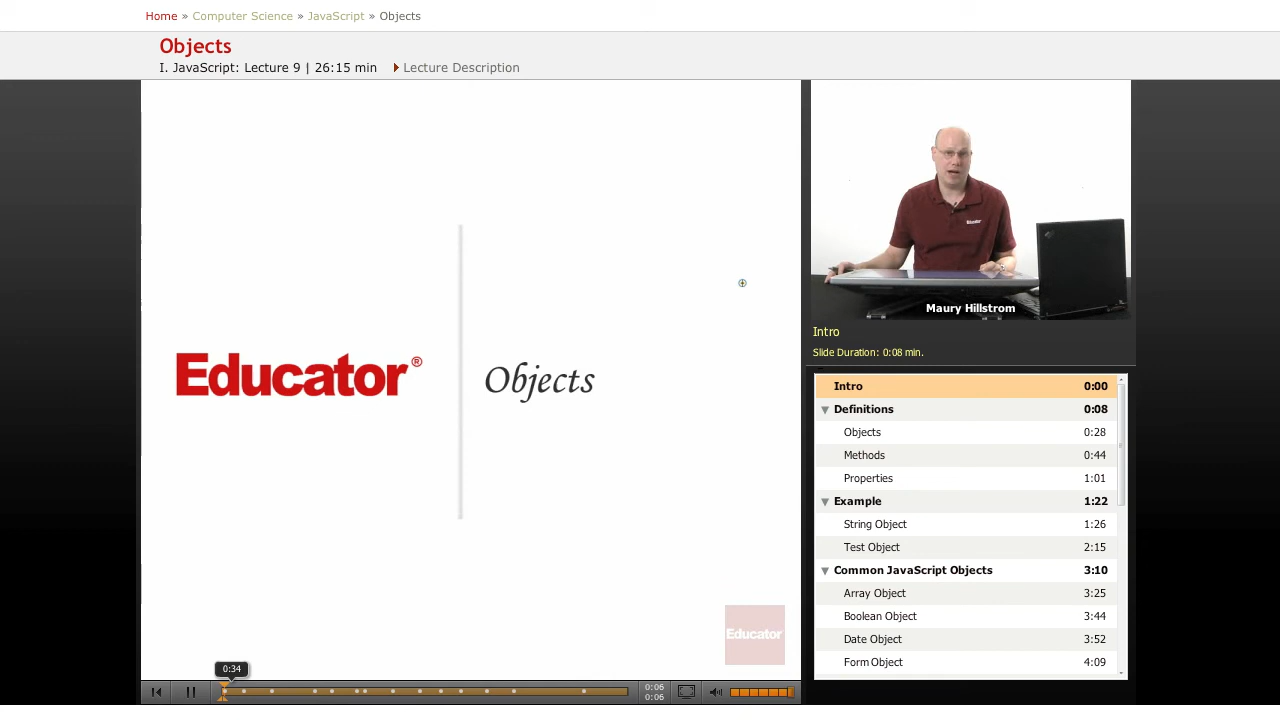 Home » Computer Science » JavaScript » Objects
Objects
I. JavaScript: Lecture 9 | 26:15 min
Lecture Description
Educator®
Objects
Educator
Educator
Maury Hillstrom
Intro
Slide Duration: 0:08 min.
Intro 0:00
Definitions 0:08
Objects 0:28
Methods 0:44
Properties 1:01
Example 1:22
String Object 1:26
Test Object 2:15
Common JavaScript Objects 3:10
Array Object 3:25
Boolean Object 3:44
Date Object 3:52
Form Object 4:09
0:34
0:06
0:06